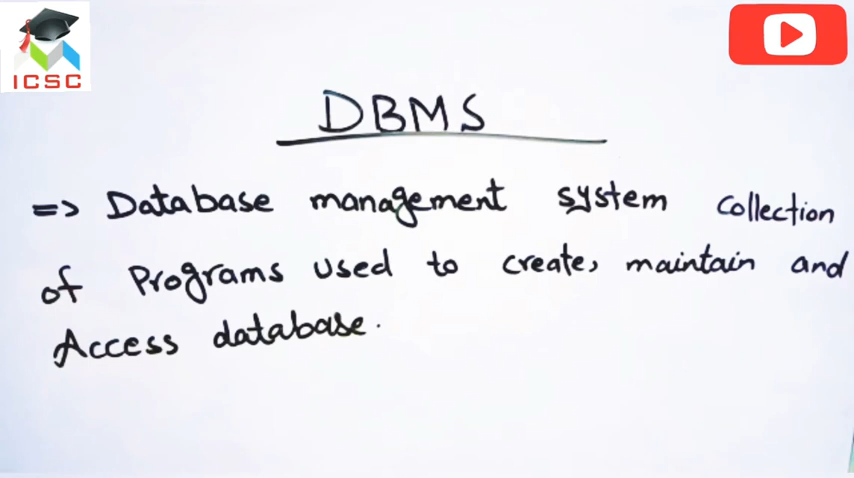 ICSC
DBMS
=> Database management system collection
of Programs used to create, maintain and
Access database.